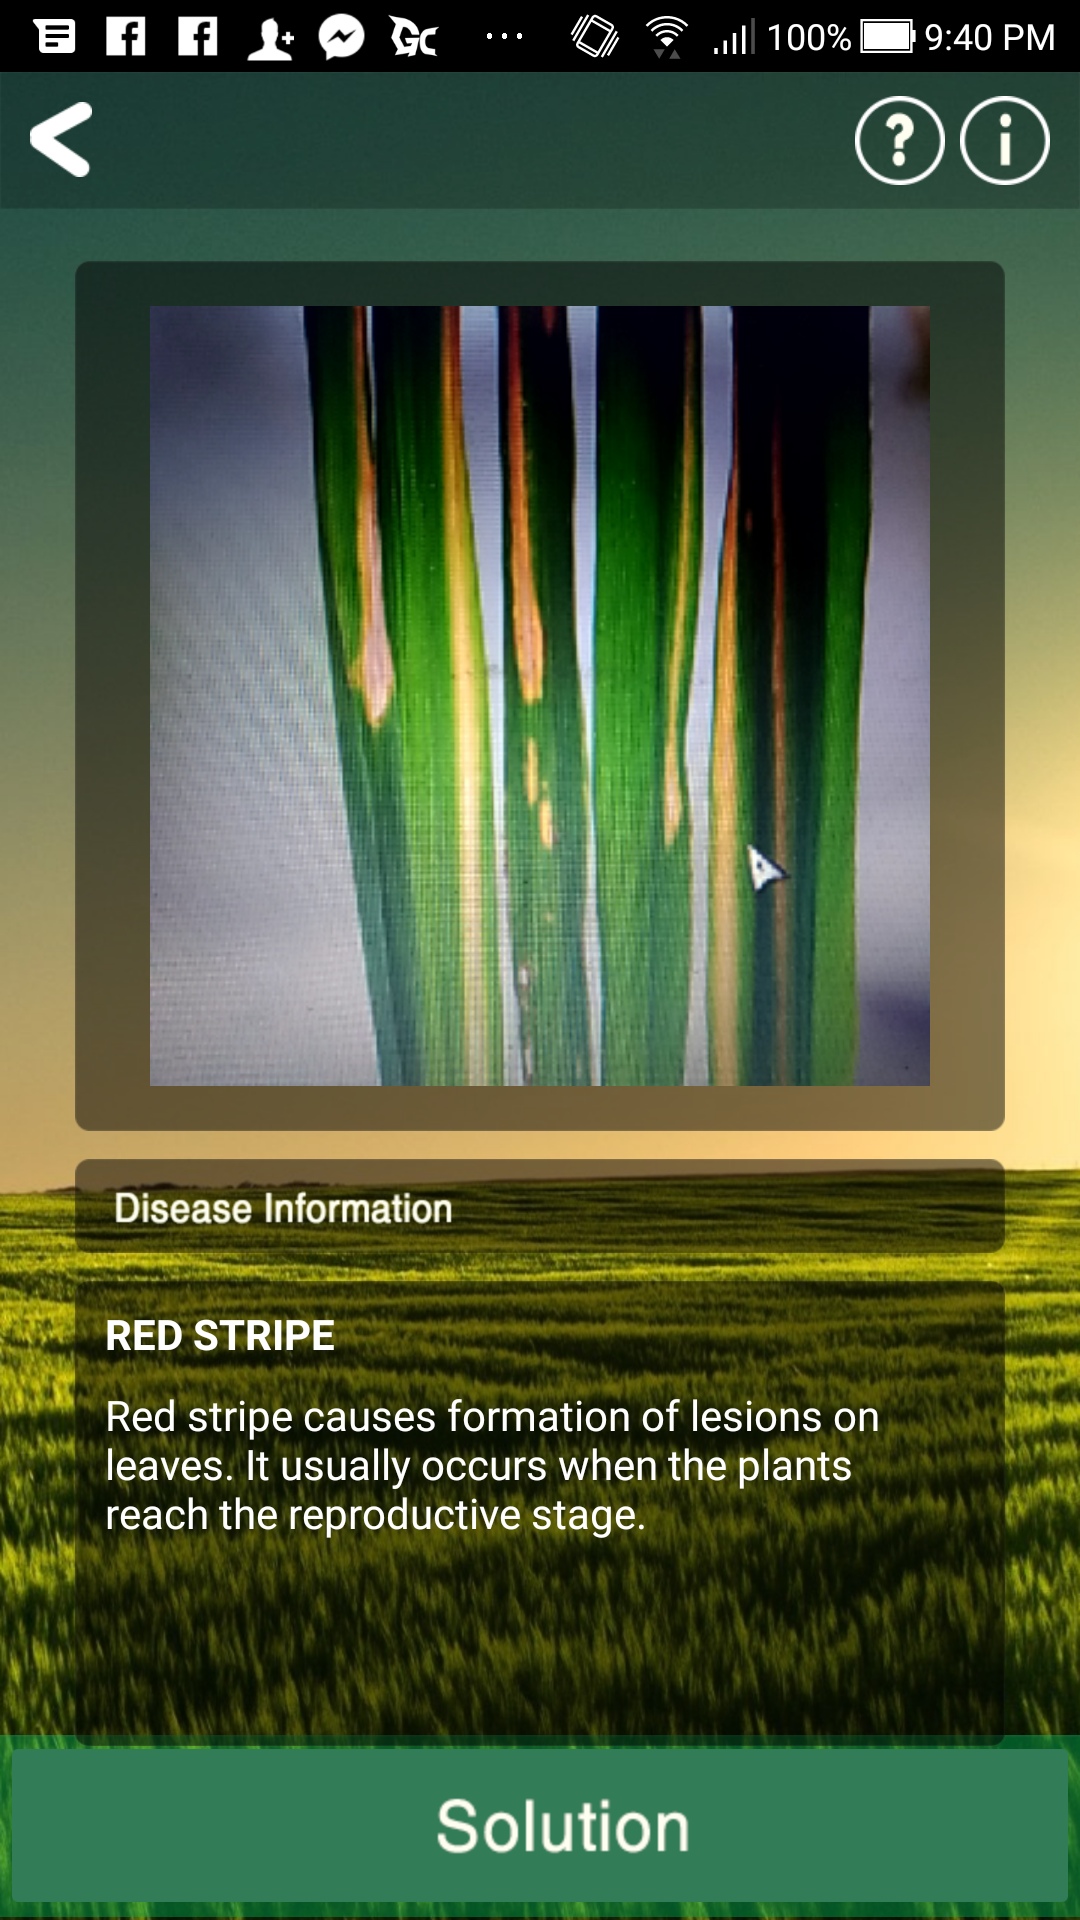 100% 9:40 PM
Disease Information
RED STRIPE
Red stripe causes formation of lesions on
leaves. It usually occurs when the plants
reach the reproductive stage.
Solution